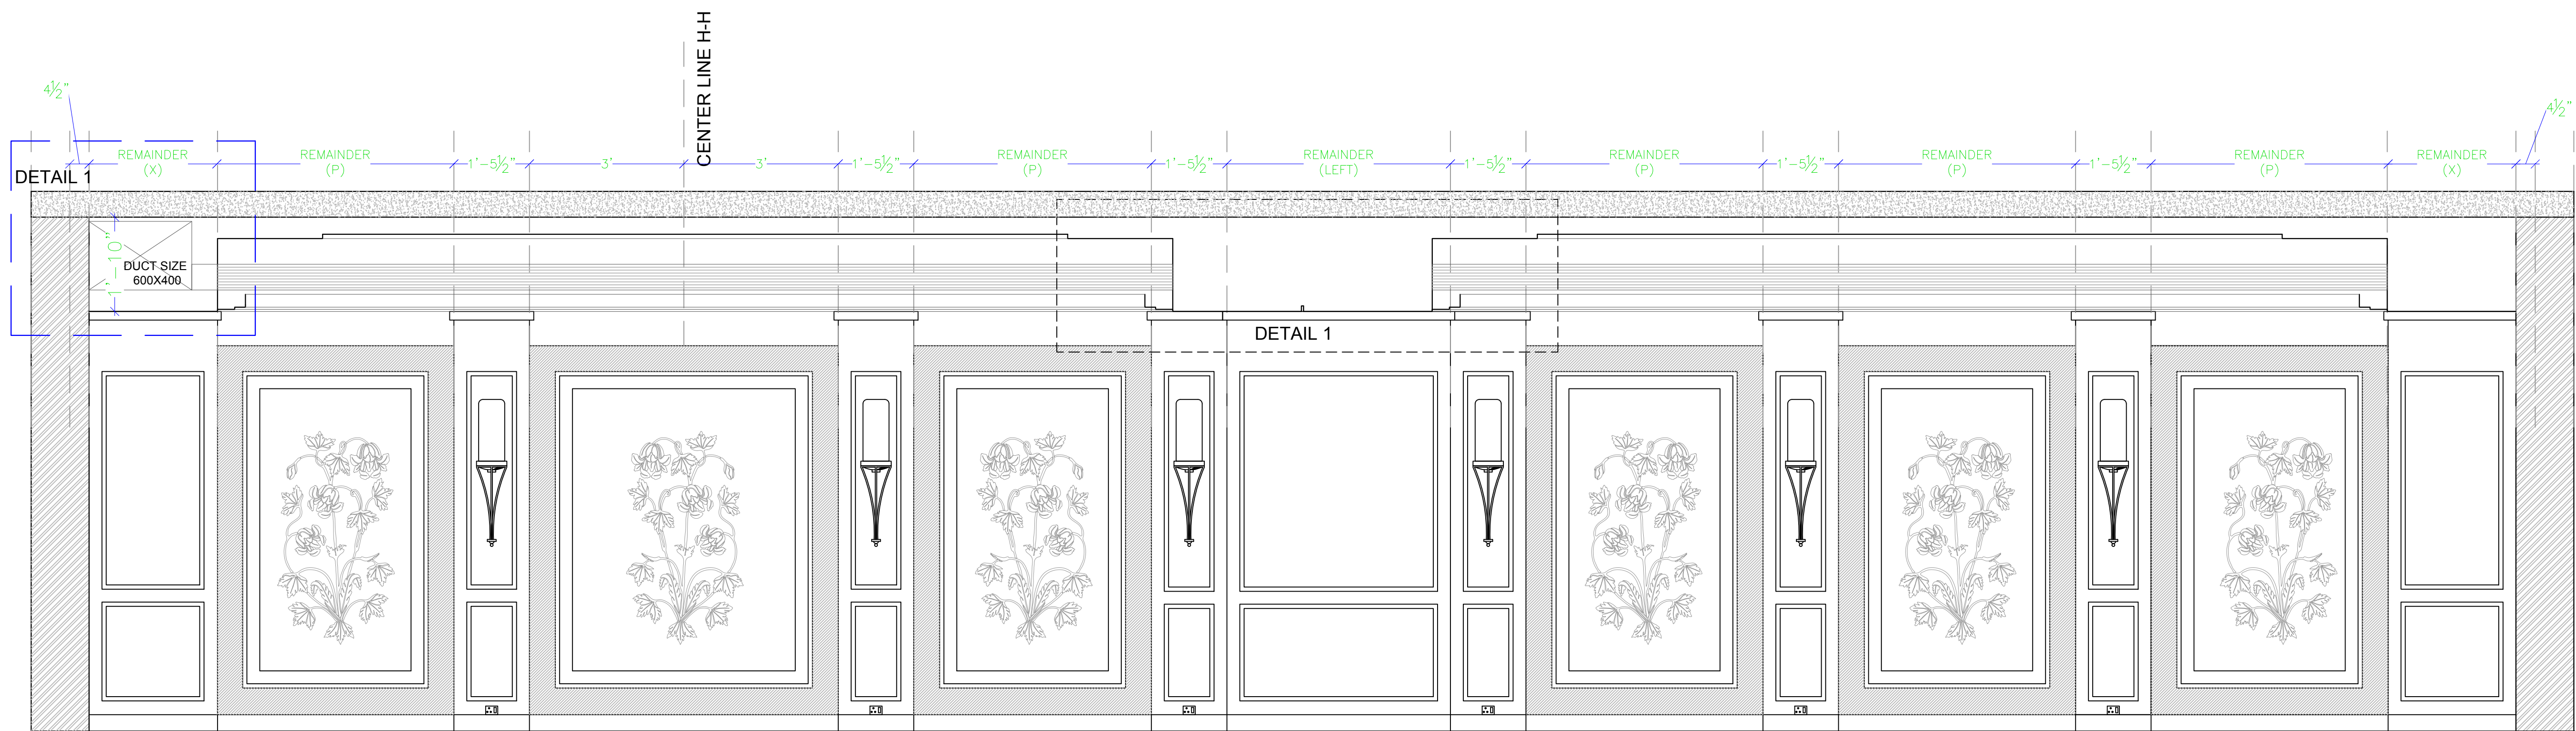 CENTER LINE H-H
4½"
4½"
REMAINDER
(X)
REMAINDER
(P)
1'-5½"
3'
3'
1'-5½"
REMAINDER
(P)
1'-5½"
REMAINDER
(LEFT)
1'-5½"
REMAINDER
(P)
1'-5½"
REMAINDER
(P)
1'-5½"
REMAINDER
(P)
REMAINDER
(X)
DETAIL 1
1'-10"
DUCT SIZE
600X400
DETAIL 1